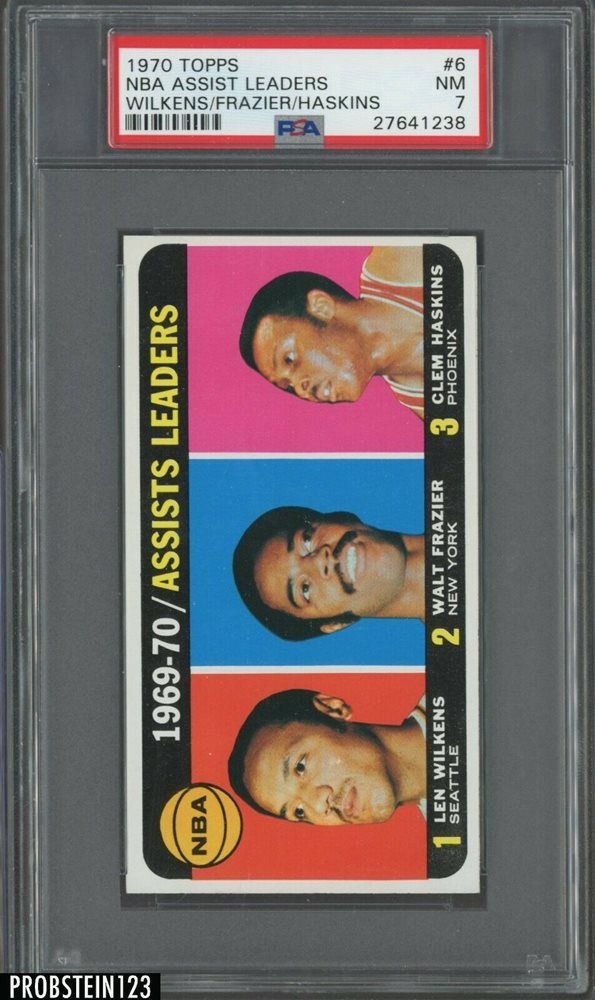 1970 TOPPS #6
NBA ASSIST LEADERS NM
WILKENS/FRAZIER/HASKINS 7
PSA 27641238
1969-70/ASSISTS LEADERS
NBA
1 LEN WILKENS
SEATTLE
2 WALT FRAZIER
NEW YORK
3 CLEM HASKINS
PHOENIX
PROBSTEIN123